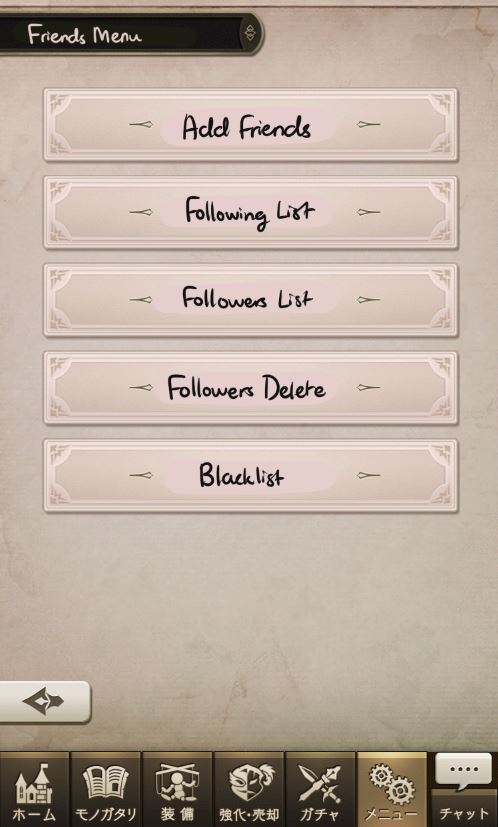 Friends Menu
Add Friends
Following List
Followers List
Followers Delete
Blacklist
ホーム モノガタリ 装備 強化・売却 ガチャ メニュー チャット